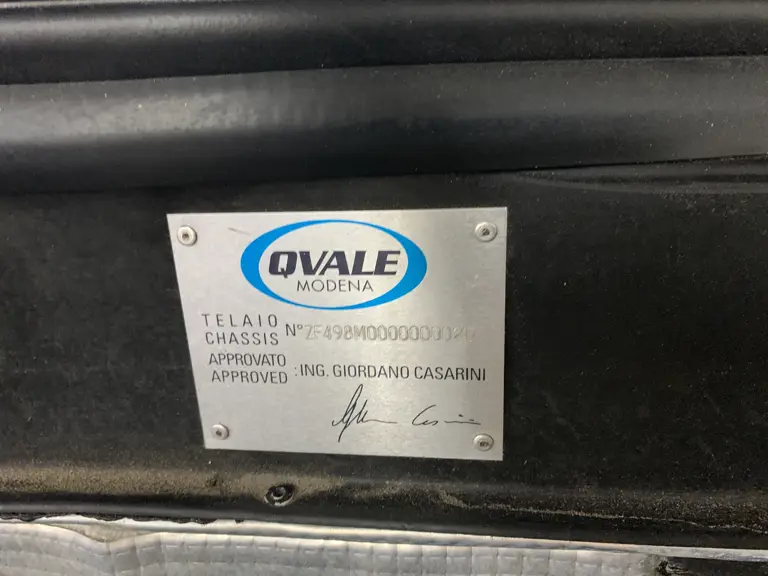 QVALE
MODENA
TELAIO
CHASSIS N°
APPROVATO
APPROVED : ING. GIORDANO CASARINI